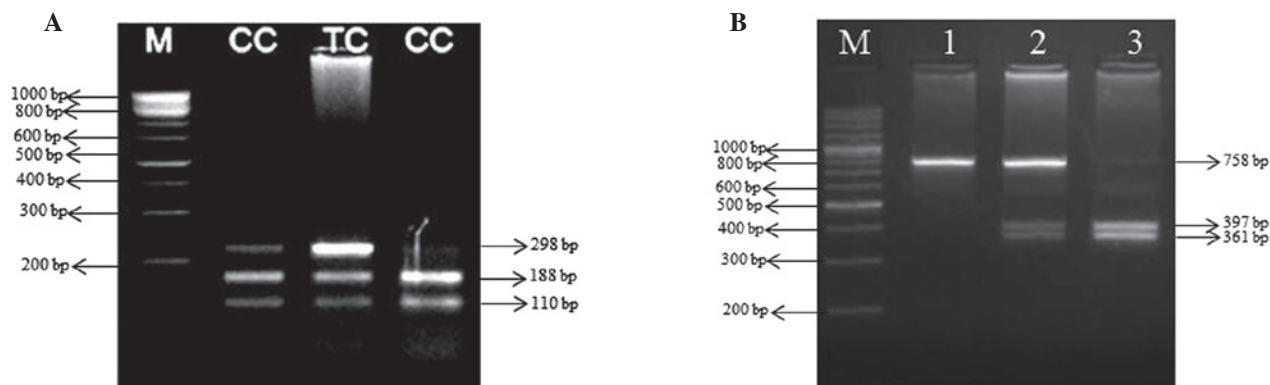 A
M CC TC CC
1000 bp
800 bp
600 bp
500 bp
400 bp
300 bp
200 bp
298 bp
188 bp
110 bp
B
M 1 2 3
1000 bp
800 bp
600 bp
500 bp
400 bp
300 bp
200 bp
758 bp
397 bp
361 bp